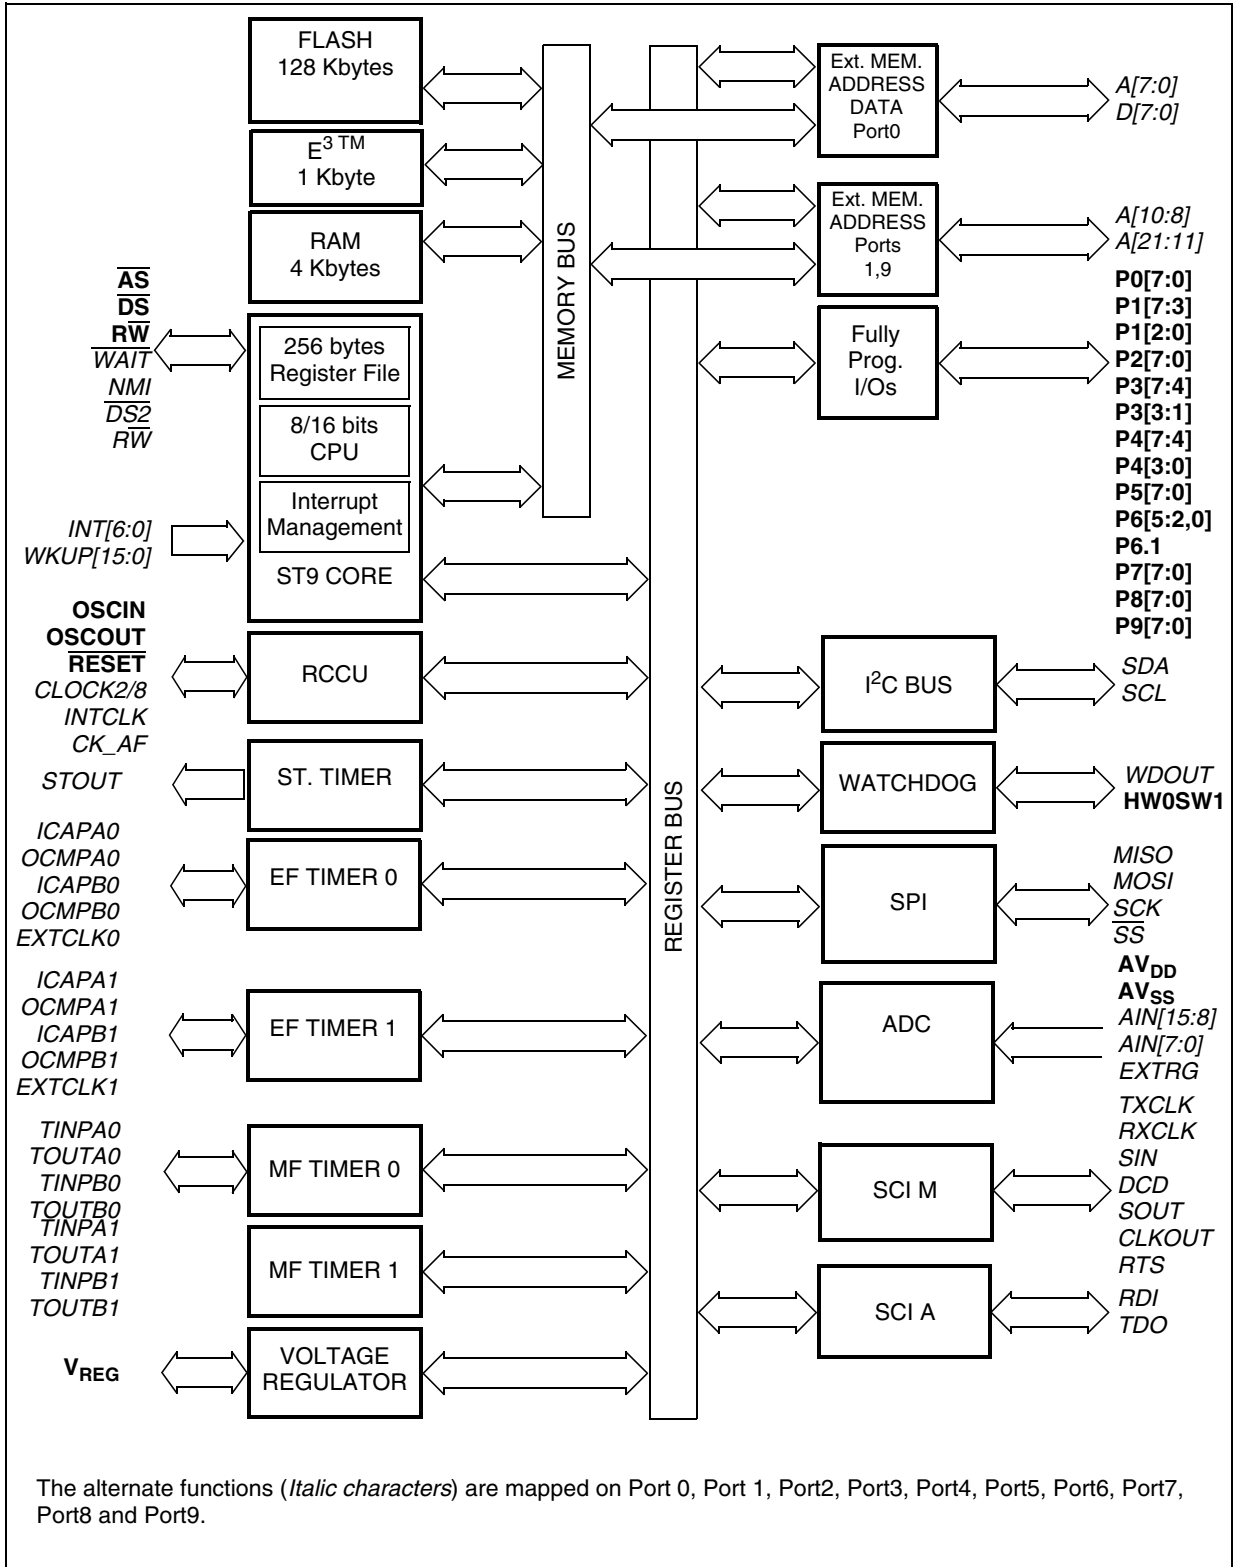 FLASH
128 Kbytes
E³ ™
1 Kbyte
RAM
4 Kbytes
A̅S̅
D̅S̅
RW̅
W̅A̅I̅T̅
NMI
D̅S̅2̅
RW̅
256 bytes
Register File
8/16 bits
CPU
Interrupt
Management
ST9 CORE
INT[6:0]
WKUP[15:0]
OSCIN
OSCOUT
R̅E̅S̅E̅T̅
CLOCK2/8
INTCLK
CK_AF
RCCU
STOUT
ST. TIMER
ICAPA0
OCMPA0
ICAPB0
OCMPB0
EXTCLK0
EF TIMER 0
ICAPA1
OCMPA1
ICAPB1
OCMPB1
EXTCLK1
EF TIMER 1
TINPA0
TOUTA0
TINPB0
TOUTB0
MF TIMER 0
TINPA1
TOUTA1
TINPB1
TOUTB1
MF TIMER 1
V_REG
VOLTAGE
REGULATOR
MEMORY BUS
REGISTER BUS
Ext. MEM.
ADDRESS
DATA
Port0
A[7:0]
D[7:0]
Ext. MEM.
ADDRESS
Ports
1,9
A[10:8]
A[21:11]
Fully
Prog.
I/Os
P0[7:0]
P1[7:3]
P1[2:0]
P2[7:0]
P3[7:4]
P3[3:1]
P4[7:4]
P4[3:0]
P5[7:0]
P6[5:2,0]
P6.1
P7[7:0]
P8[7:0]
P9[7:0]
I²C BUS
SDA
SCL
WATCHDOG
WDOUT
HW0SW1
SPI
MISO
MOSI
SCK
S̅S̅
ADC
AV_DD
AV_SS
AIN[15:8]
AIN[7:0]
EXTRG
SCI M
TXCLK
RXCLK
SIN
DCD
SOUT
CLKOUT
RTS
SCI A
RDI
TDO
The alternate functions (Italic characters) are mapped on Port 0, Port 1, Port2, Port3, Port4, Port5, Port6, Port7,
Port8 and Port9.